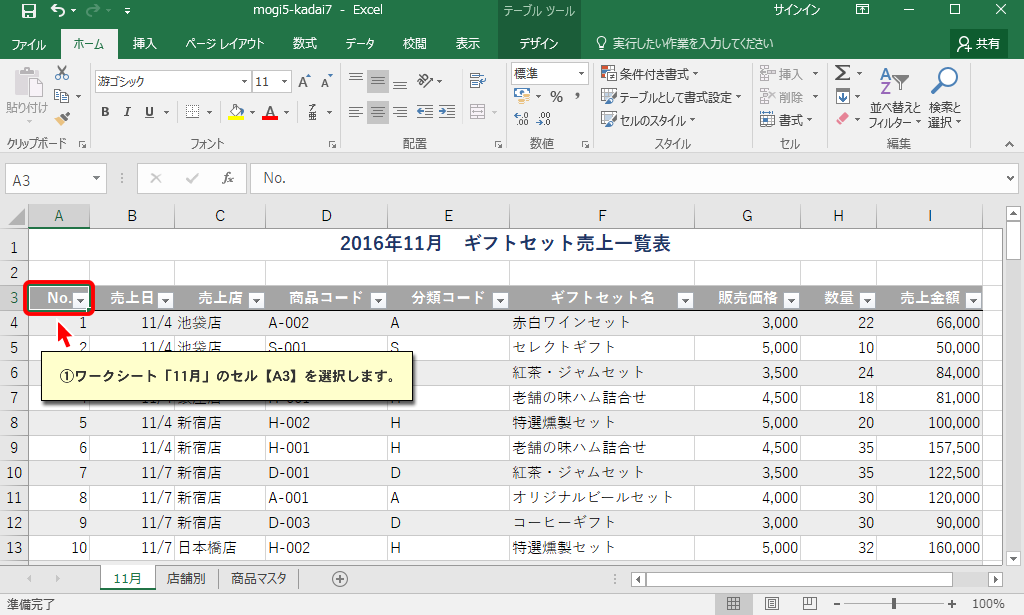 mogi5-kadai7 - Excel
テーブル ツール
サインイン
ファイル ホーム 挿入 ページ レイアウト 数式 データ 校閲 表示 デザイン 実行したい作業を入力してください 共有
貼り付け
クリップボード
游ゴシック 11
B I U
フォント
配置
標準
% ,
数値
条件付き書式
テーブルとして書式設定
セルのスタイル
スタイル
挿入
削除
書式
セル
並べ替えと
フィルター
検索と
選択
編集
A3 fx No.
A B C D E F G H I
1 2016年11月 ギフトセット売上一覧表
2
3 No. 売上日 売上店 商品コード 分類コード ギフトセット名 販売価格 数量 売上金額
4 1 11/4 池袋店 A-002 A 赤白ワインセット 3,000 22 66,000
5 2 11/4 池袋店 S-001 S セレクトギフト 5,000 10 50,000
6 紅茶・ジャムセット 3,500 24 84,000
①ワークシート「11月」のセル【A3】を選択します。
7 老舗の味ハム詰合せ 4,500 18 81,000
8 5 11/4 新宿店 H-002 H 特選燻製セット 5,000 20 100,000
9 6 11/4 新宿店 H-001 H 老舗の味ハム詰合せ 4,500 35 157,500
10 7 11/7 新宿店 D-001 D 紅茶・ジャムセット 3,500 35 122,500
11 8 11/7 新宿店 A-001 A オリジナルビールセット 4,000 30 120,000
12 9 11/7 新宿店 D-003 D コーヒーギフト 3,000 30 90,000
13 10 11/7 日本橋店 H-002 H 特選燻製セット 5,000 32 160,000
11月 店舗別 商品マスタ
準備完了 100%